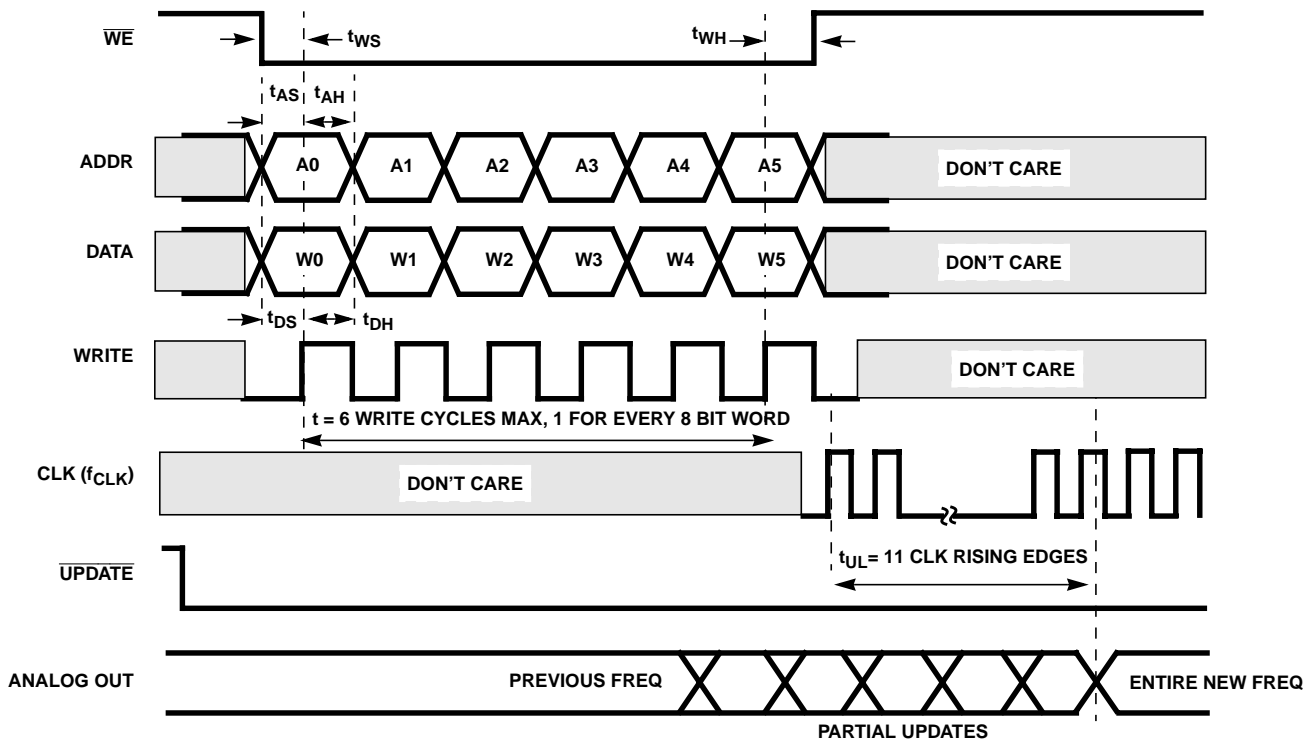 WE
tWS
tWH
tAS
tAH
ADDR
A0
A1
A2
A3
A4
A5
DON'T CARE
DATA
W0
W1
W2
W3
W4
W5
DON'T CARE
tDS
tDH
WRITE
DON'T CARE
t = 6 WRITE CYCLES MAX, 1 FOR EVERY 8 BIT WORD
CLK (fCLK)
DON'T CARE
tUL= 11 CLK RISING EDGES
UPDATE
ANALOG OUT
PREVIOUS FREQ
ENTIRE NEW FREQ
PARTIAL UPDATES